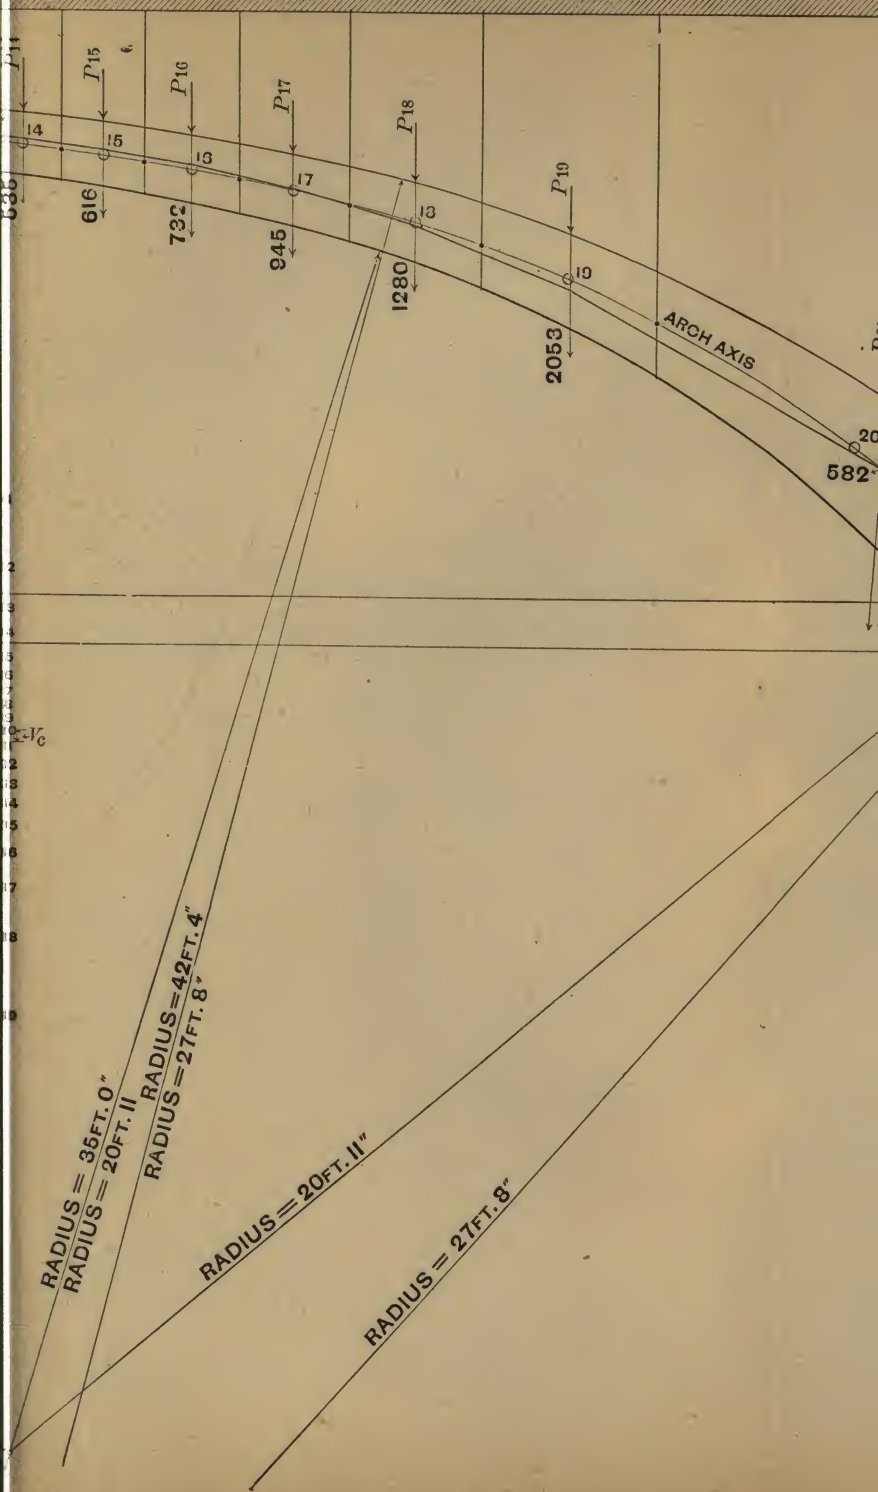 P14
P15
P16
P17
P18
P19
14
15
16
17
18
19
20
616
732
945
1280
2053
582
ARCH AXIS
Vc
RADIUS = 35FT. 0"
RADIUS = 20FT. 11
RADIUS = 42FT. 4"
RADIUS = 27FT. 8"
RADIUS = 20FT. 11"
RADIUS = 27FT. 8"